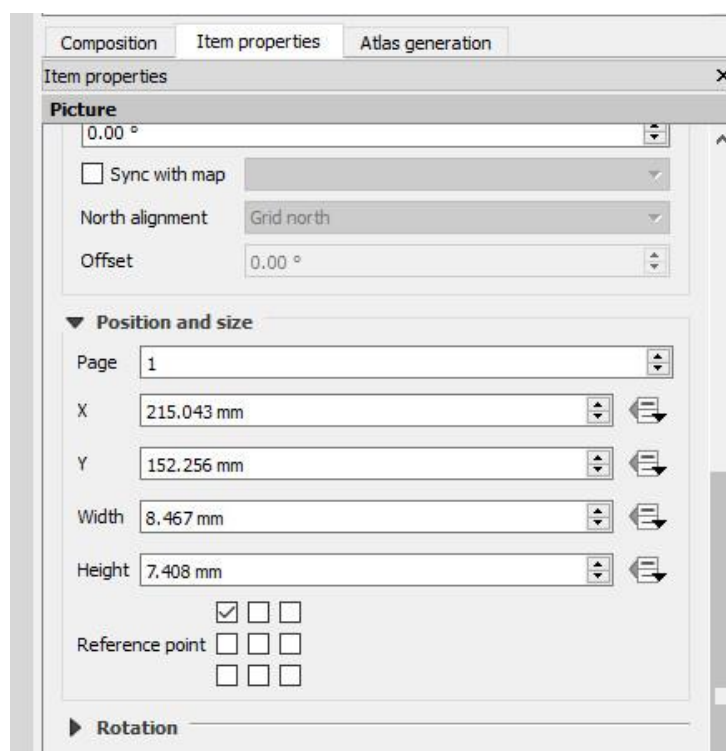 Composition Item properties Atlas generation
Item properties
Picture
0.00 °
Sync with map
North alignment Grid north
Offset 0.00 °
Position and size
Page 1
X 215.043 mm
Y 152.256 mm
Width 8.467 mm
Height 7.408 mm
Reference point
Rotation